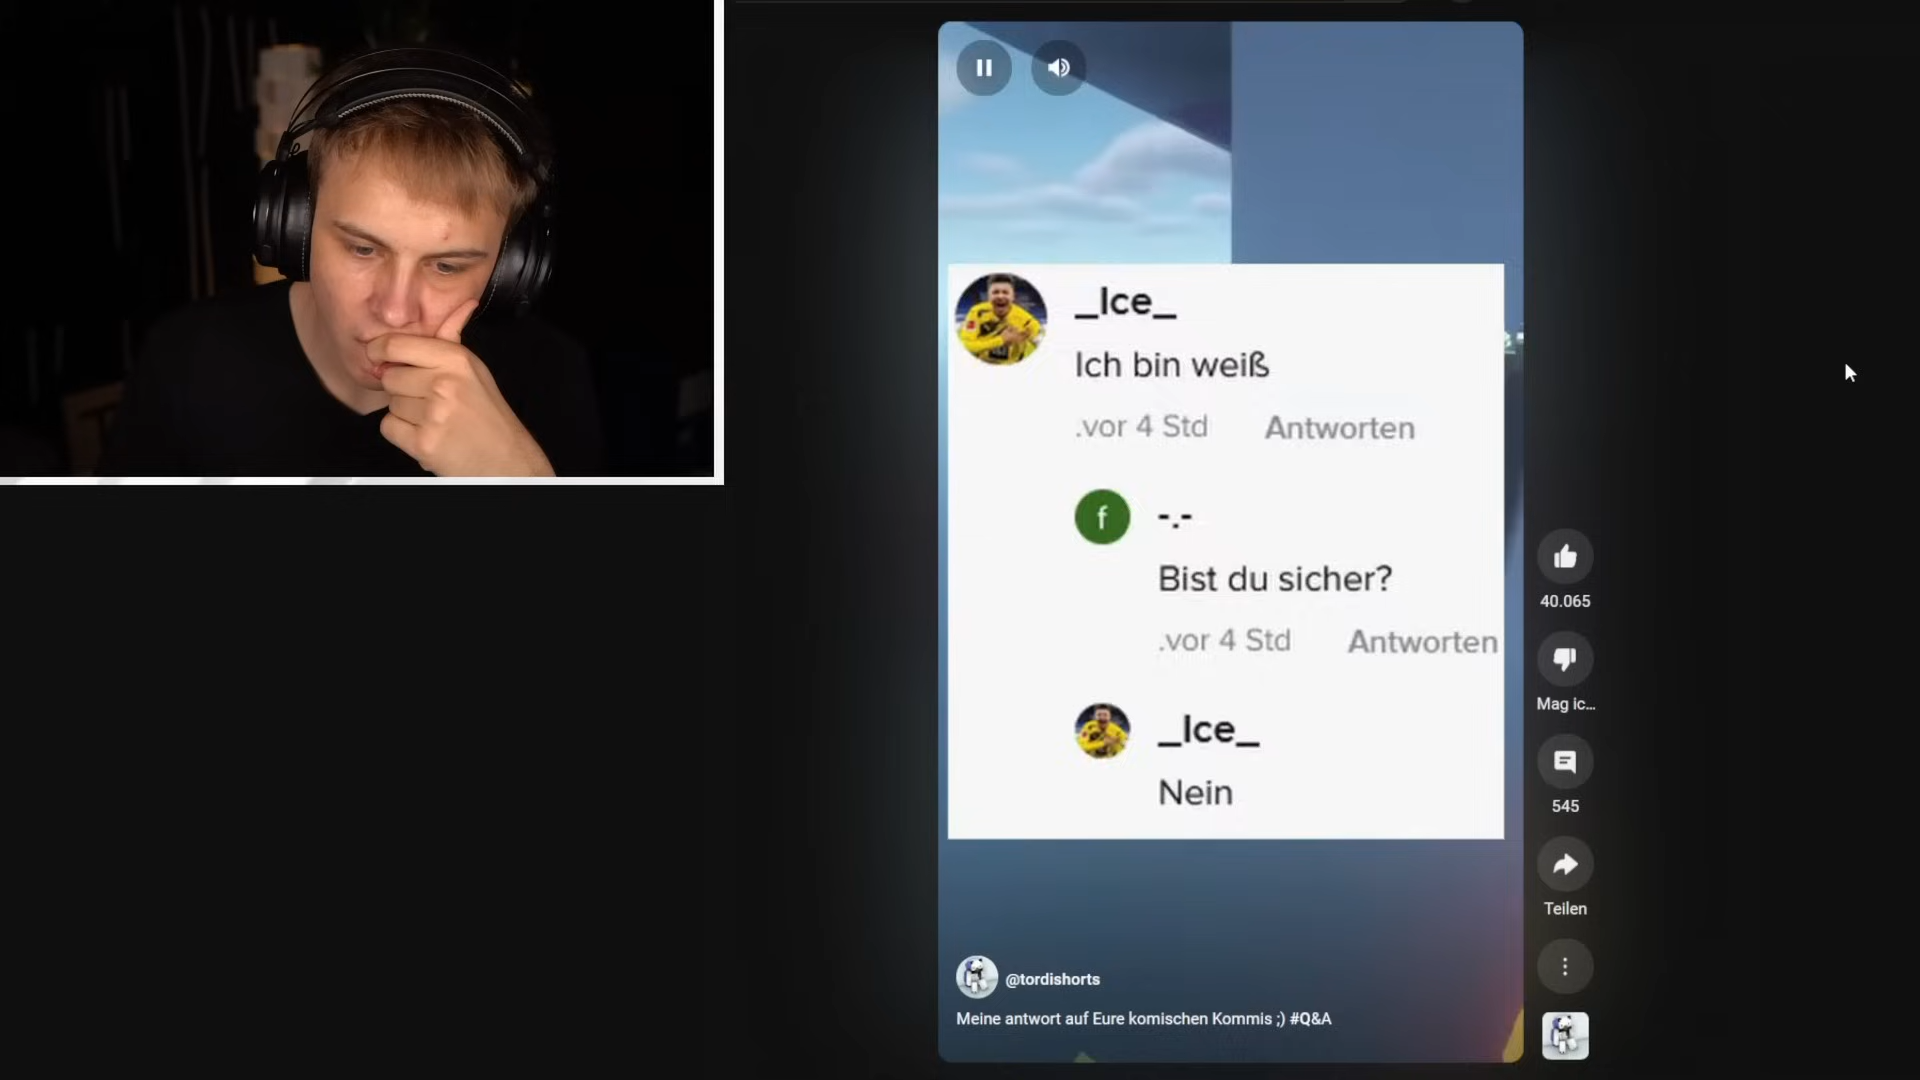 _Ice_
Ich bin weiß
.vor 4 Std Antworten
f
-.-
Bist du sicher?
.vor 4 Std Antworten
_Ice_
Nein
40.065
Mag ic...
545
Teilen
@tordishorts
Meine antwort auf Eure komischen Kommis ;) #Q&A